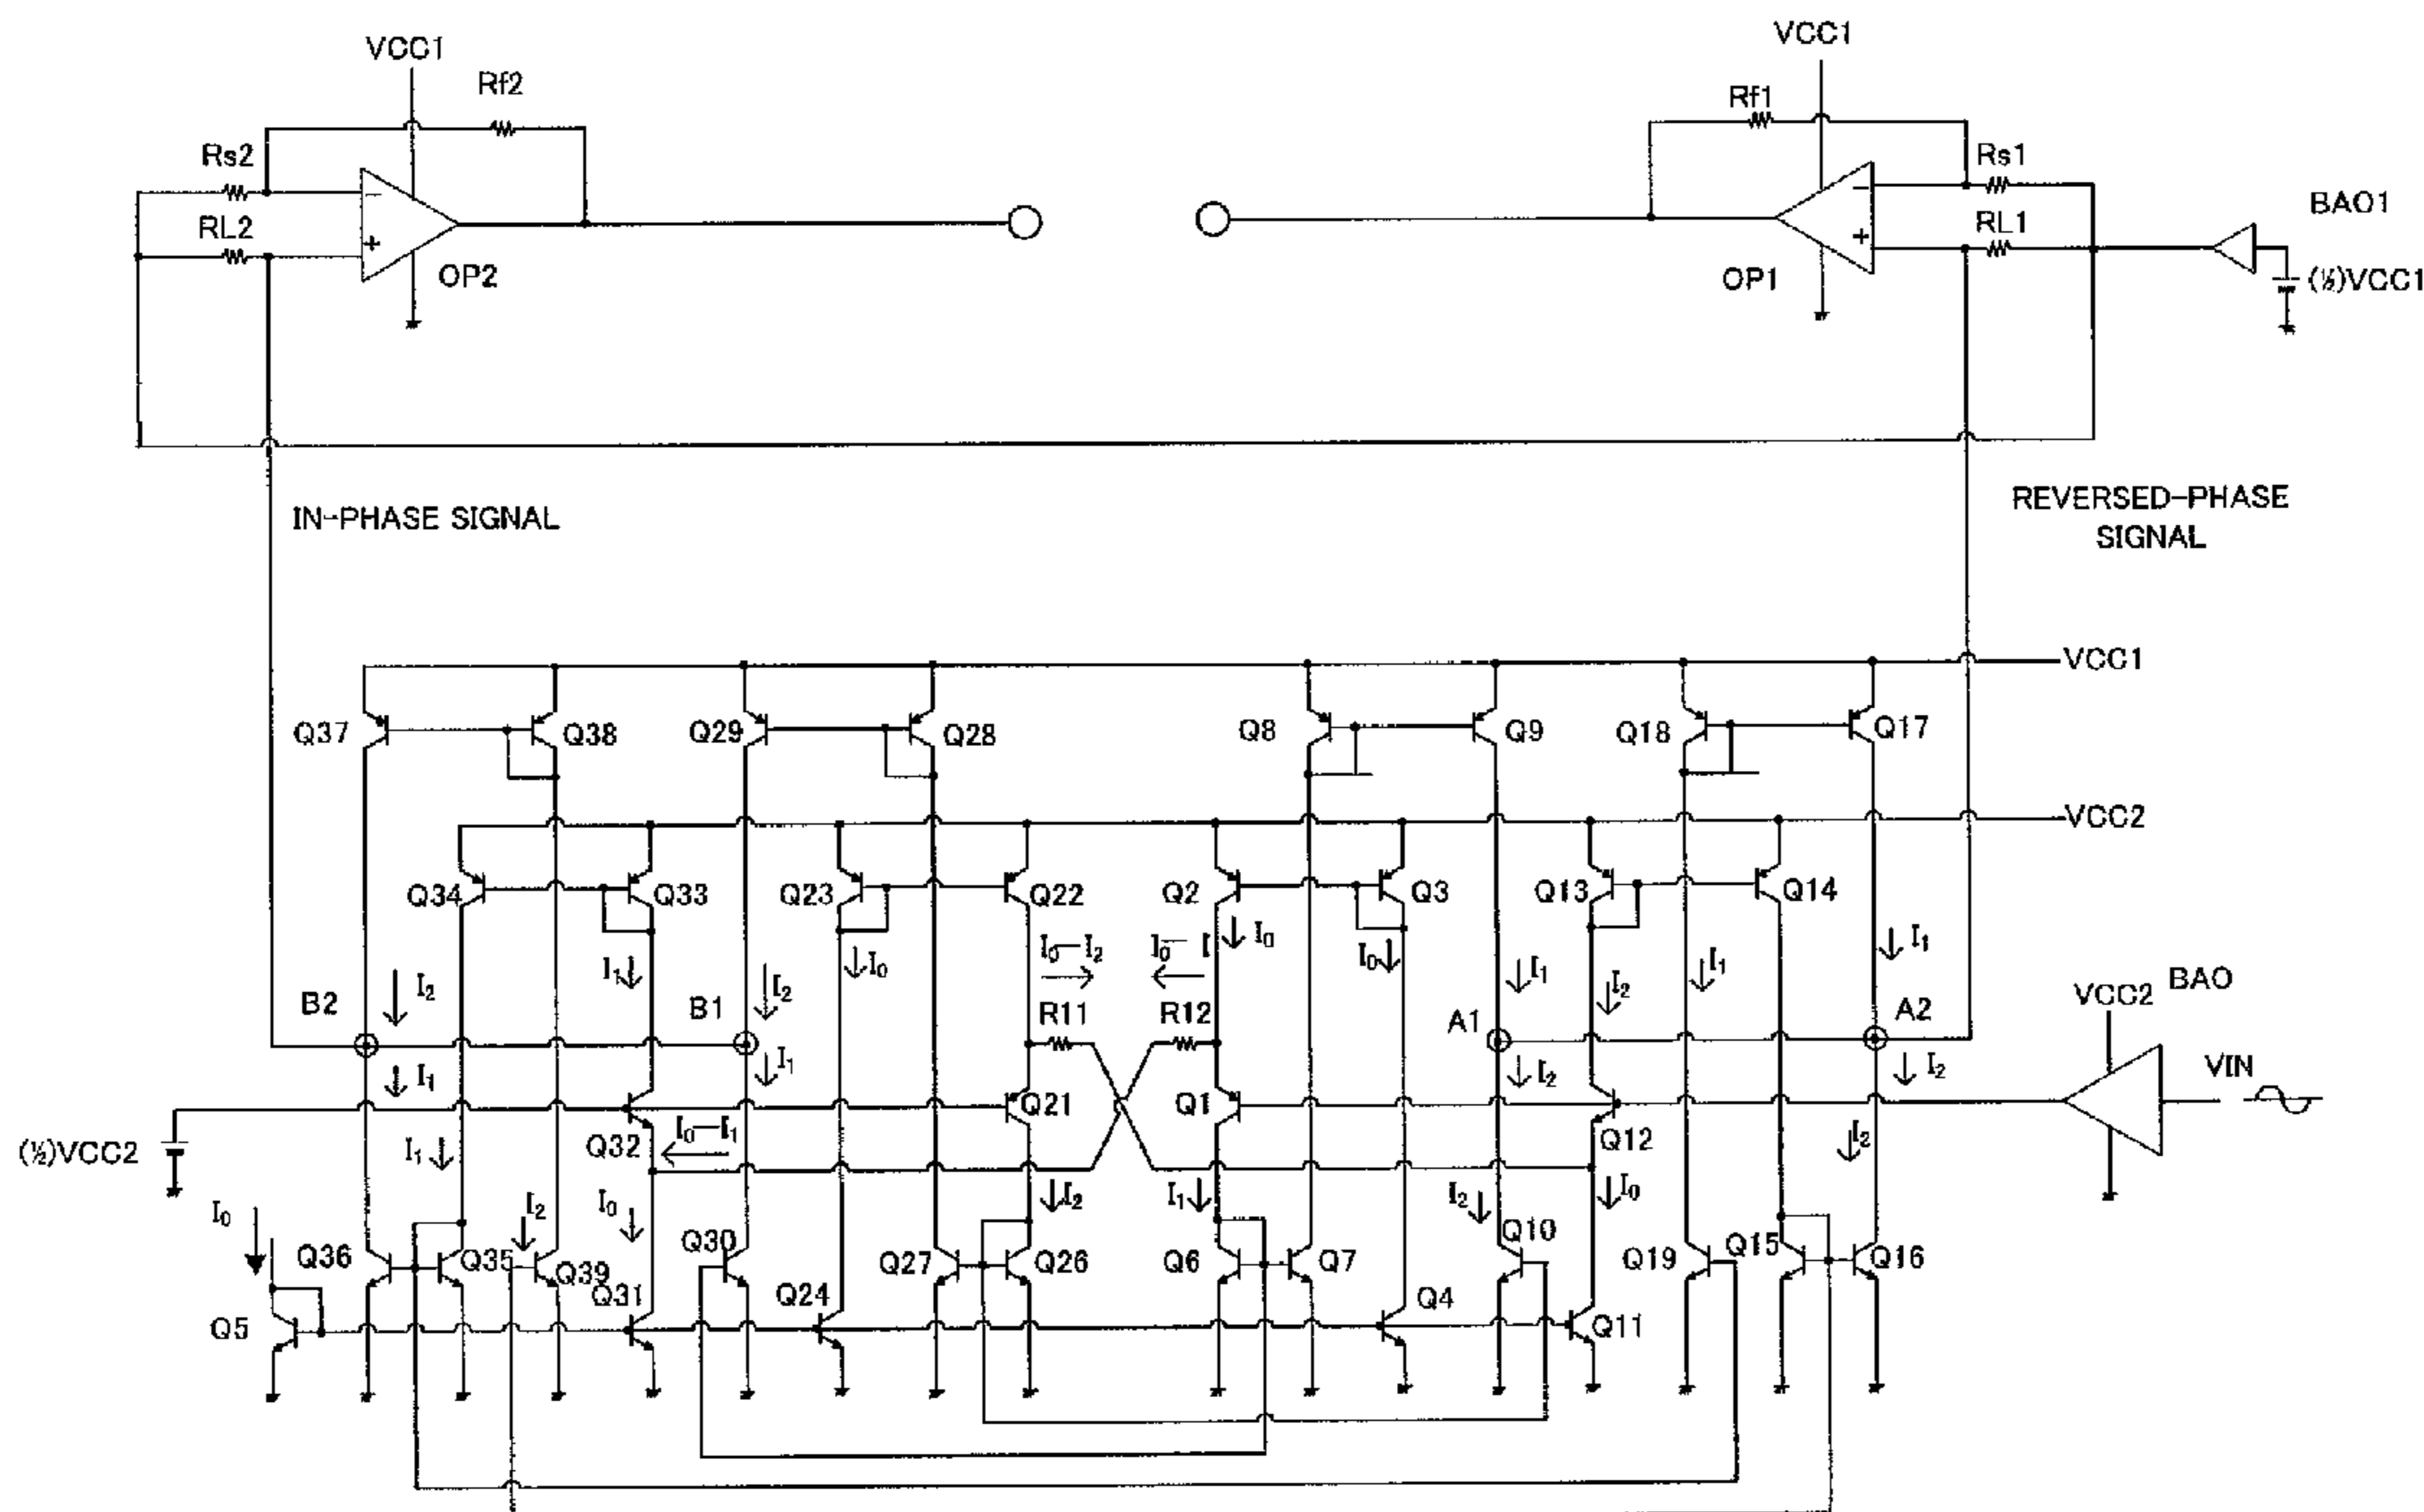 VCC1
VCC1
Rf2
Rf1
Rs2
Rs1
RL2
RL1
BAO1
−
+
−
+
OP2
OP1
(½)VCC1
IN-PHASE SIGNAL
REVERSED-PHASE
SIGNAL
VCC1
Q37
Q38
Q29
Q28
Q8
Q9
Q18
Q17
VCC2
Q34
Q33
Q23
Q22
Q2
Q3
Q13
Q14
I₀
I₀−I₂
I₀− I
I₀
I₀
I₁
I₁
I₁
I₁
I₂
I₂
I₂
B2
B1
R11
R12
A1
A2
VCC2
BAO
I₁
I₁
I₂
I₂
VIN
Q21
Q1
Q32
I₀−I₁
Q12
(½)VCC2
I₁
I₂
I₀
I₀
I₂
I₂
I₁
I₂
I₀
Q36
Q35
Q39
Q30
Q27
Q26
Q6
Q7
Q10
Q19
Q15
Q16
Q5
Q31
Q24
Q4
Q11